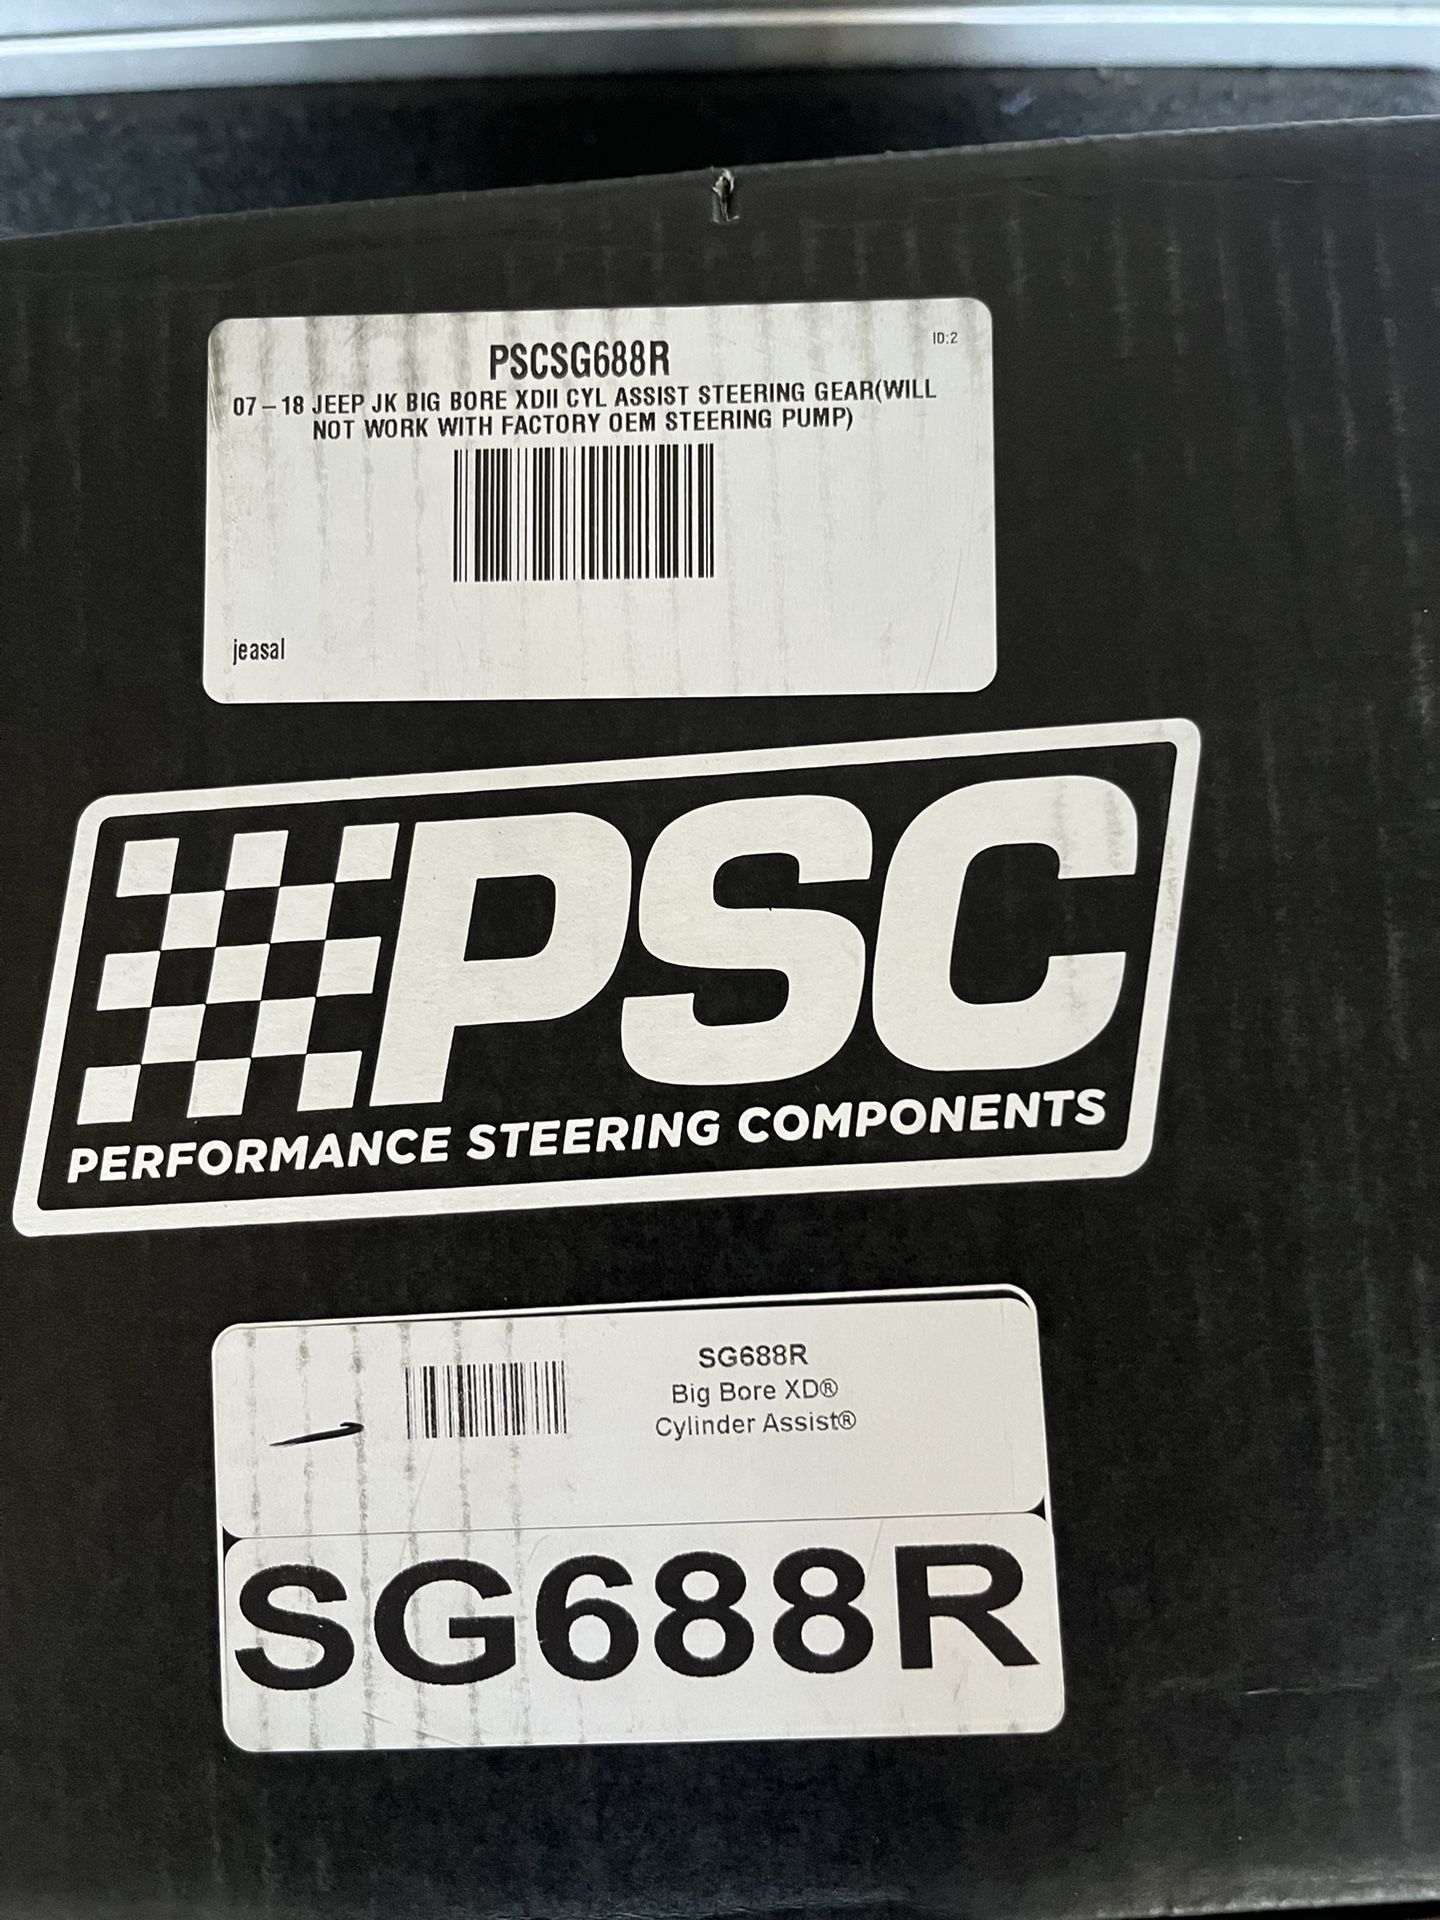 PSCSG688R
ID:2
07-18 JEEP JK BIG BORE XDII CYL ASSIST STEERING GEAR(WILL
NOT WORK WITH FACTORY OEM STEERING PUMP)
jeasal
PSC
PERFORMANCE STEERING COMPONENTS
SG688R
Big Bore XD®
Cylinder Assist®
SG688R